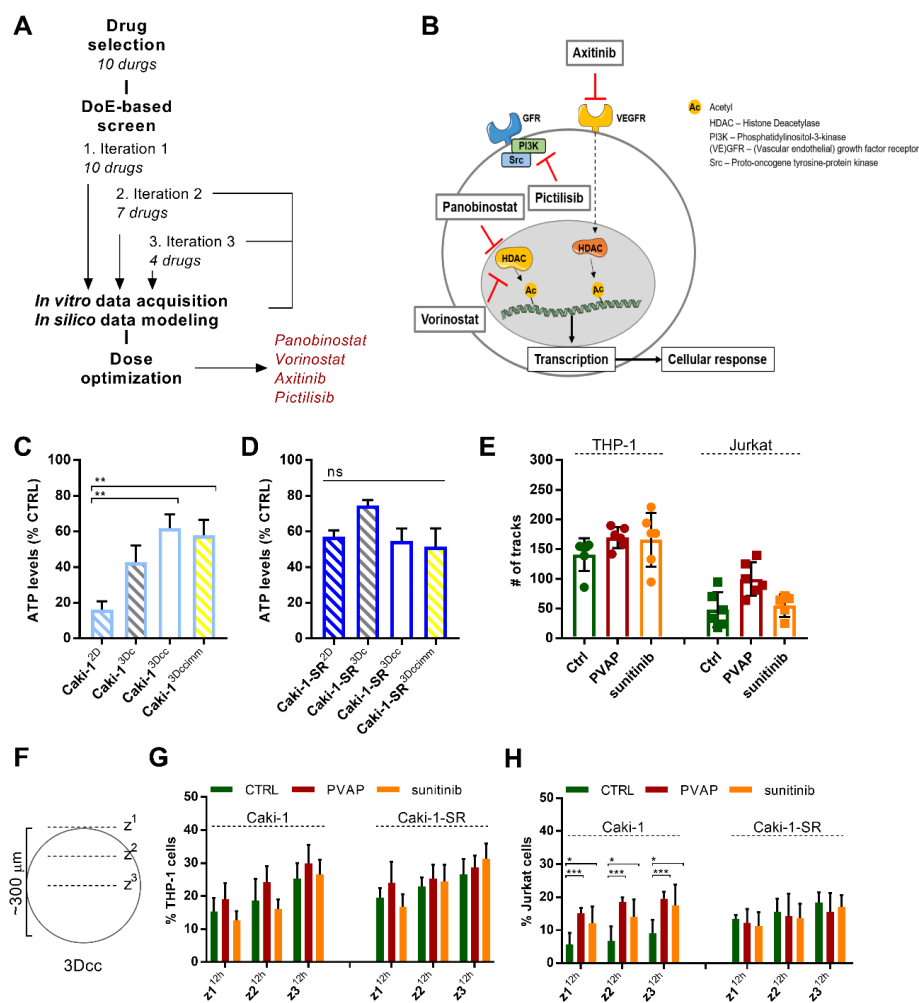 A
Drug
selection
10 durgs
DoE-based
screen
1. Iteration 1
10 drugs
2. Iteration 2
7 drugs
3. Iteration 3
4 drugs
In vitro data acquisition
In silico data modeling
Dose
optimization
Panobinostat
Vorinostat
Axitinib
Pictilisib
B
Axitinib
GFR
VEGFR
PI3K
Src
Pictilisib
Panobinostat
HDAC
HDAC
Ac
Ac
Vorinostat
Transcription
Cellular response
Ac Acetyl
HDAC – Histone Deacetylase
PI3K – Phosphatidylinositol-3-kinase
(VE)GFR – (Vascular endothelial) growth factor receptor
Src – Proto-oncogene tyrosine-protein kinase
C
ATP levels (% CTRL)
100
80
60
40
20
0
**
**
Caki-1 2D
Caki-1 3Dc
Caki-1 3Dcc
Caki-1 3Dccimm
D
ATP levels (% CTRL)
100
80
60
40
20
0
ns
Caki-1-SR 2D
Caki-1-SR 3Dc
Caki-1-SR 3Dcc
Caki-1-SR 3Dccimm
E
THP-1 Jurkat
# of tracks
300
250
200
150
100
50
0
Ctrl PVAP sunitinib Ctrl PVAP sunitinib
F
~300 μm
z1
z2
z3
3Dcc
G
CTRL PVAP sunitinib
Caki-1 Caki-1-SR
% THP-1 cells
50
40
30
20
10
0
z1 12h z2 12h z3 12h z1 12h z2 12h z3 12h
H
CTRL PVAP sunitinib
Caki-1 Caki-1-SR
% Jurkat cells
50
40
30
20
10
0
* * *
*** *** ***
z1 12h z2 12h z3 12h z1 12h z2 12h z3 12h